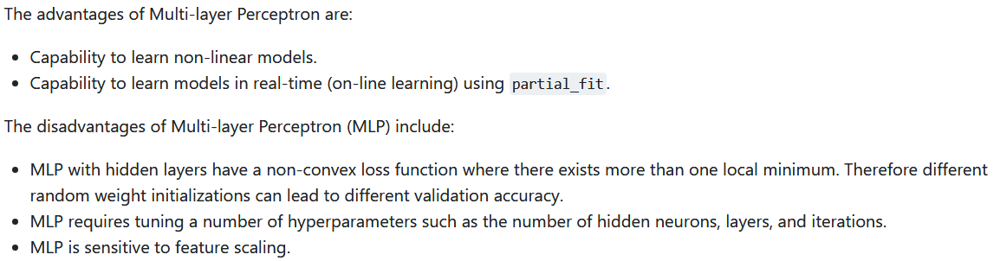 The advantages of Multi-layer Perceptron are:
• Capability to learn non-linear models.
• Capability to learn models in real-time (on-line learning) using partial_fit.
The disadvantages of Multi-layer Perceptron (MLP) include:
• MLP with hidden layers have a non-convex loss function where there exists more than one local minimum. Therefore different
random weight initializations can lead to different validation accuracy.
• MLP requires tuning a number of hyperparameters such as the number of hidden neurons, layers, and iterations.
• MLP is sensitive to feature scaling.